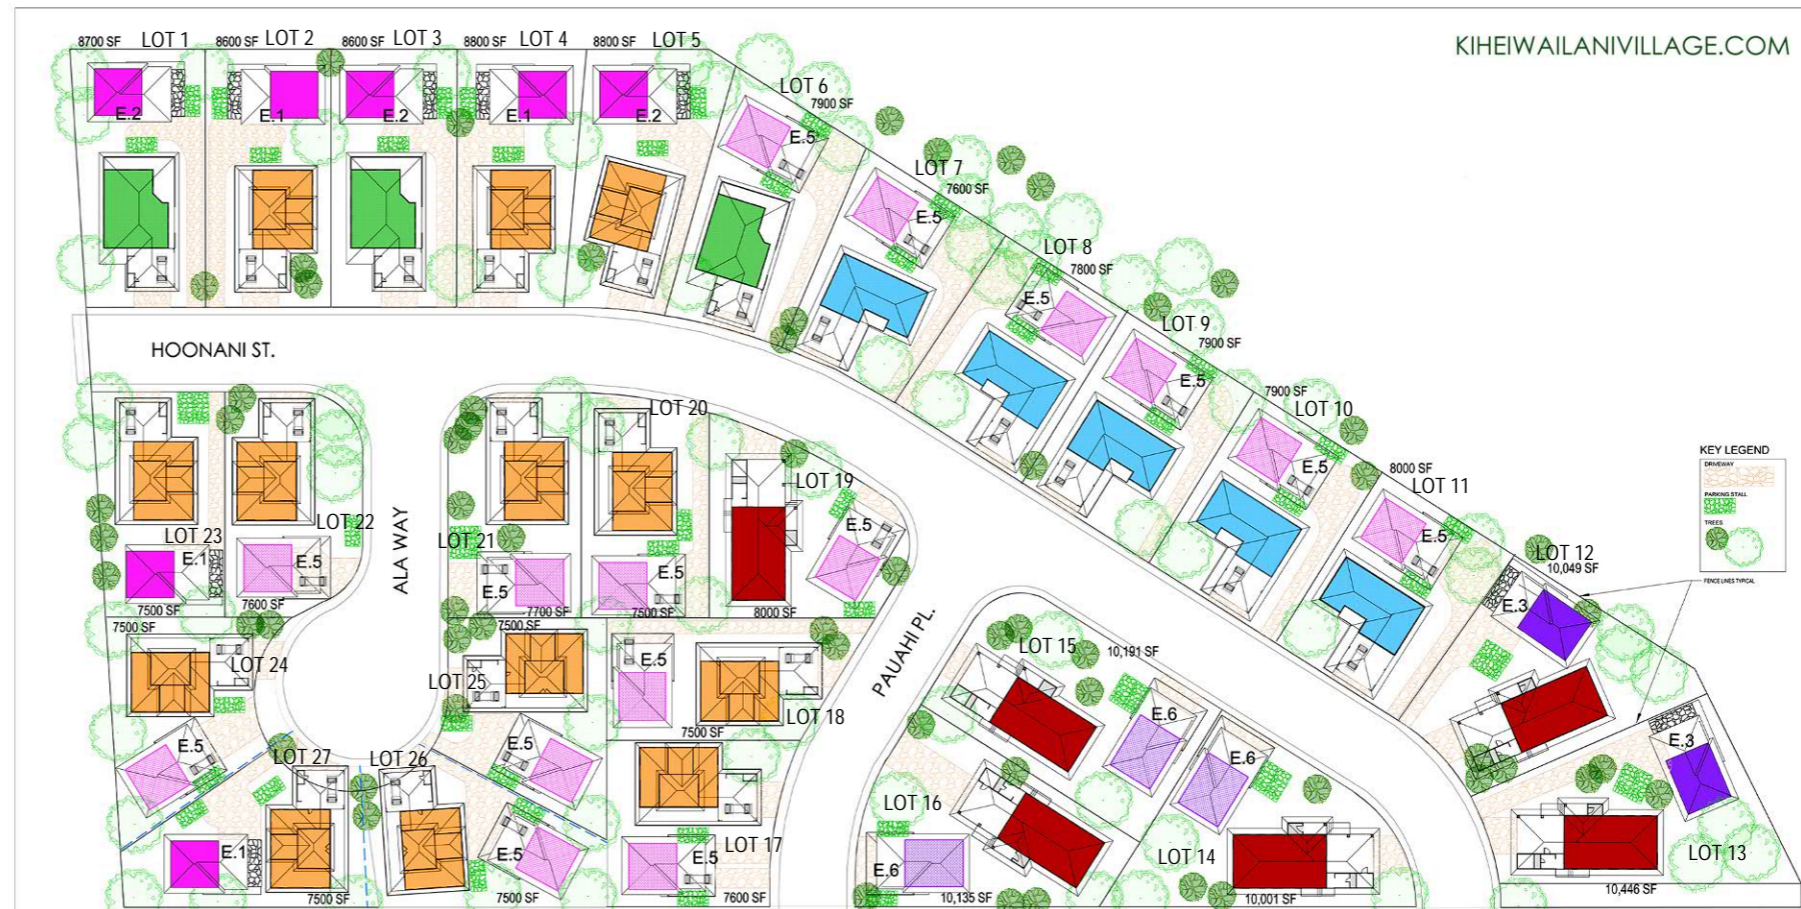 KIHEIWAILANIVILLAGE.COM
8700 SF LOT 1
8600 SF LOT 2
8600 SF LOT 3
8800 SF LOT 4
8800 SF LOT 5
LOT 6
7900 SF
E.2
E.1
E.2
E.1
E.2
E.5
LOT 7
7600 SF
E.5
LOT 8
7800 SF
E.5
LOT 9
7900 SF
E.5
7900 SF
LOT 10
E.5
8000 SF
LOT 11
E.5
LOT 12
10,049 SF
E.3
HOONANI ST.
KEY LEGEND
DRIVEWAY
PARKING STALL
TREES
FENCE LINES TYPICAL
LOT 20
LOT 19
E.5
LOT 23
E.1
7500 SF
LOT 22
E.5
7600 SF
ALA WAY
LOT 21
E.5
7700 SF
E.5
7500 SF
8000 SF
PAUAHI PL.
7500 SF
LOT 24
7500 SF
LOT 25
E.5
LOT 18
7500 SF
LOT 15
10,191 SF
E.6
E.6
E.3
E.5
LOT 27
LOT 26
E.5
E.1
7500 SF
E.5
7500 SF
E.5
LOT 17
7600 SF
LOT 16
E.6
10,135 SF
LOT 14
10,001 SF
LOT 13
10,446 SF